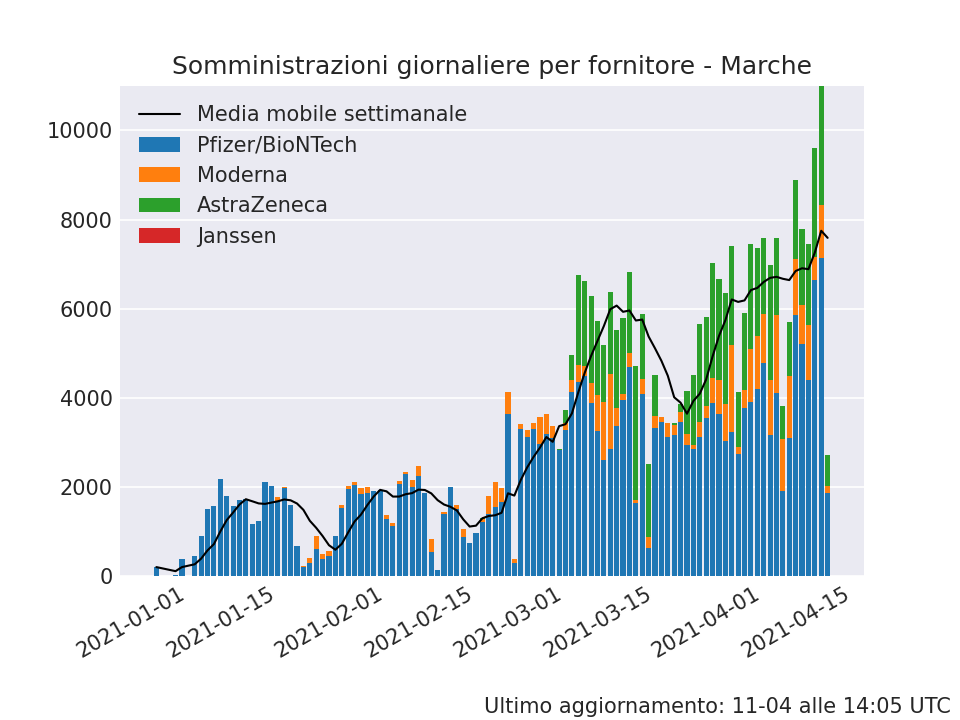 Somministrazioni giornaliere per fornitore - Marche
Media mobile settimanale
Pfizer/BioNTech
Moderna
AstraZeneca
Janssen
10000
8000
6000
4000
2000
0
2021-01-01
2021-01-15
2021-02-01
2021-02-15
2021-03-01
2021-03-15
2021-04-01
2021-04-15
Ultimo aggiornamento: 11-04 alle 14:05 UTC